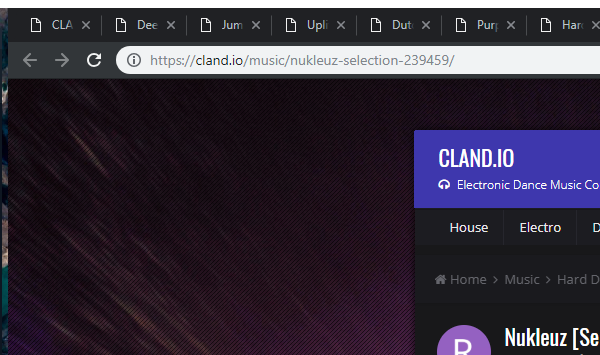 CLA Dee Jum Upli Dut Purp Hard
https://cland.io/music/nukleuz-selection-239459/
CLAND.IO
Electronic Dance Music Co
House Electro D
Home > Music > Hard D
R Nukleuz [Se